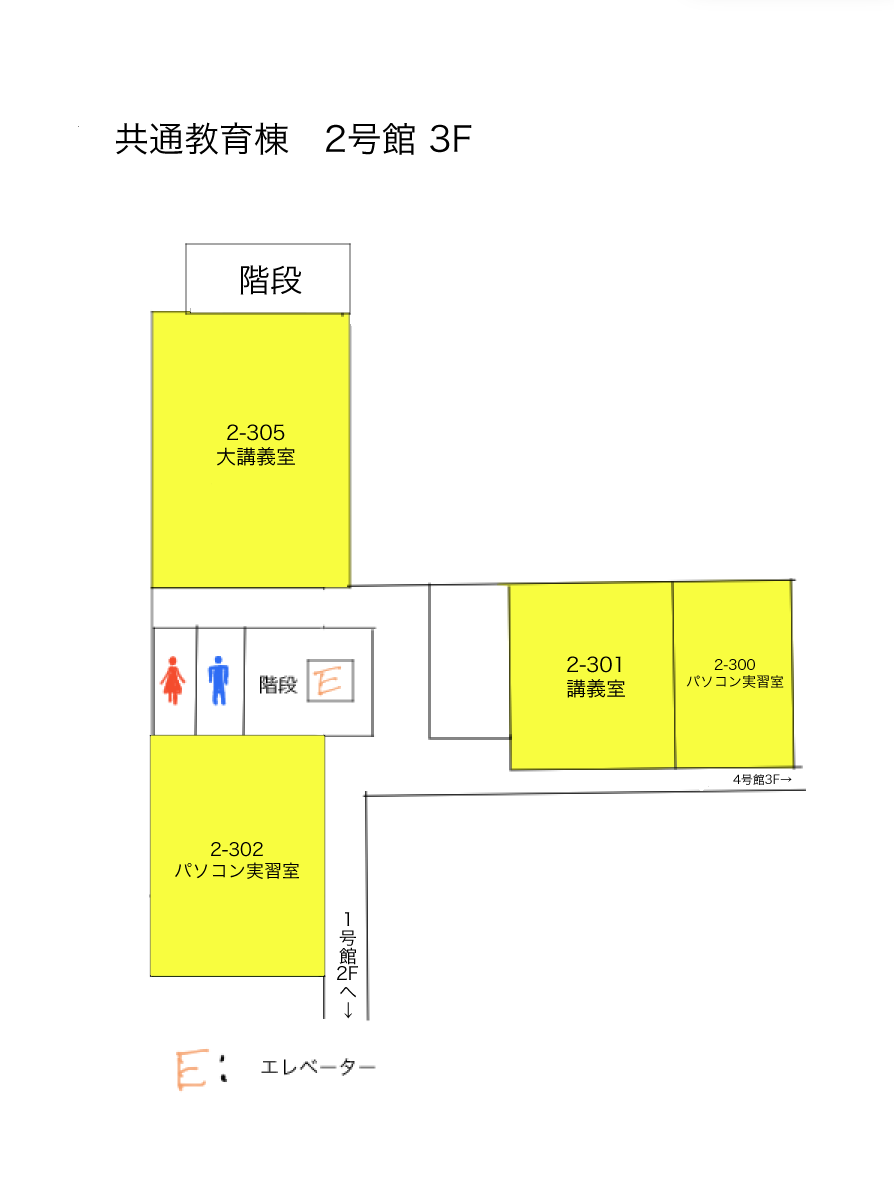 共通教育棟　2号館 3F
階段
2-305
大講義室
階段
E
2-301
講義室
2-300
パソコン実習室
4号館3F→
2-302
パソコン実習室
1号館2Fへ→
E: エレベーター